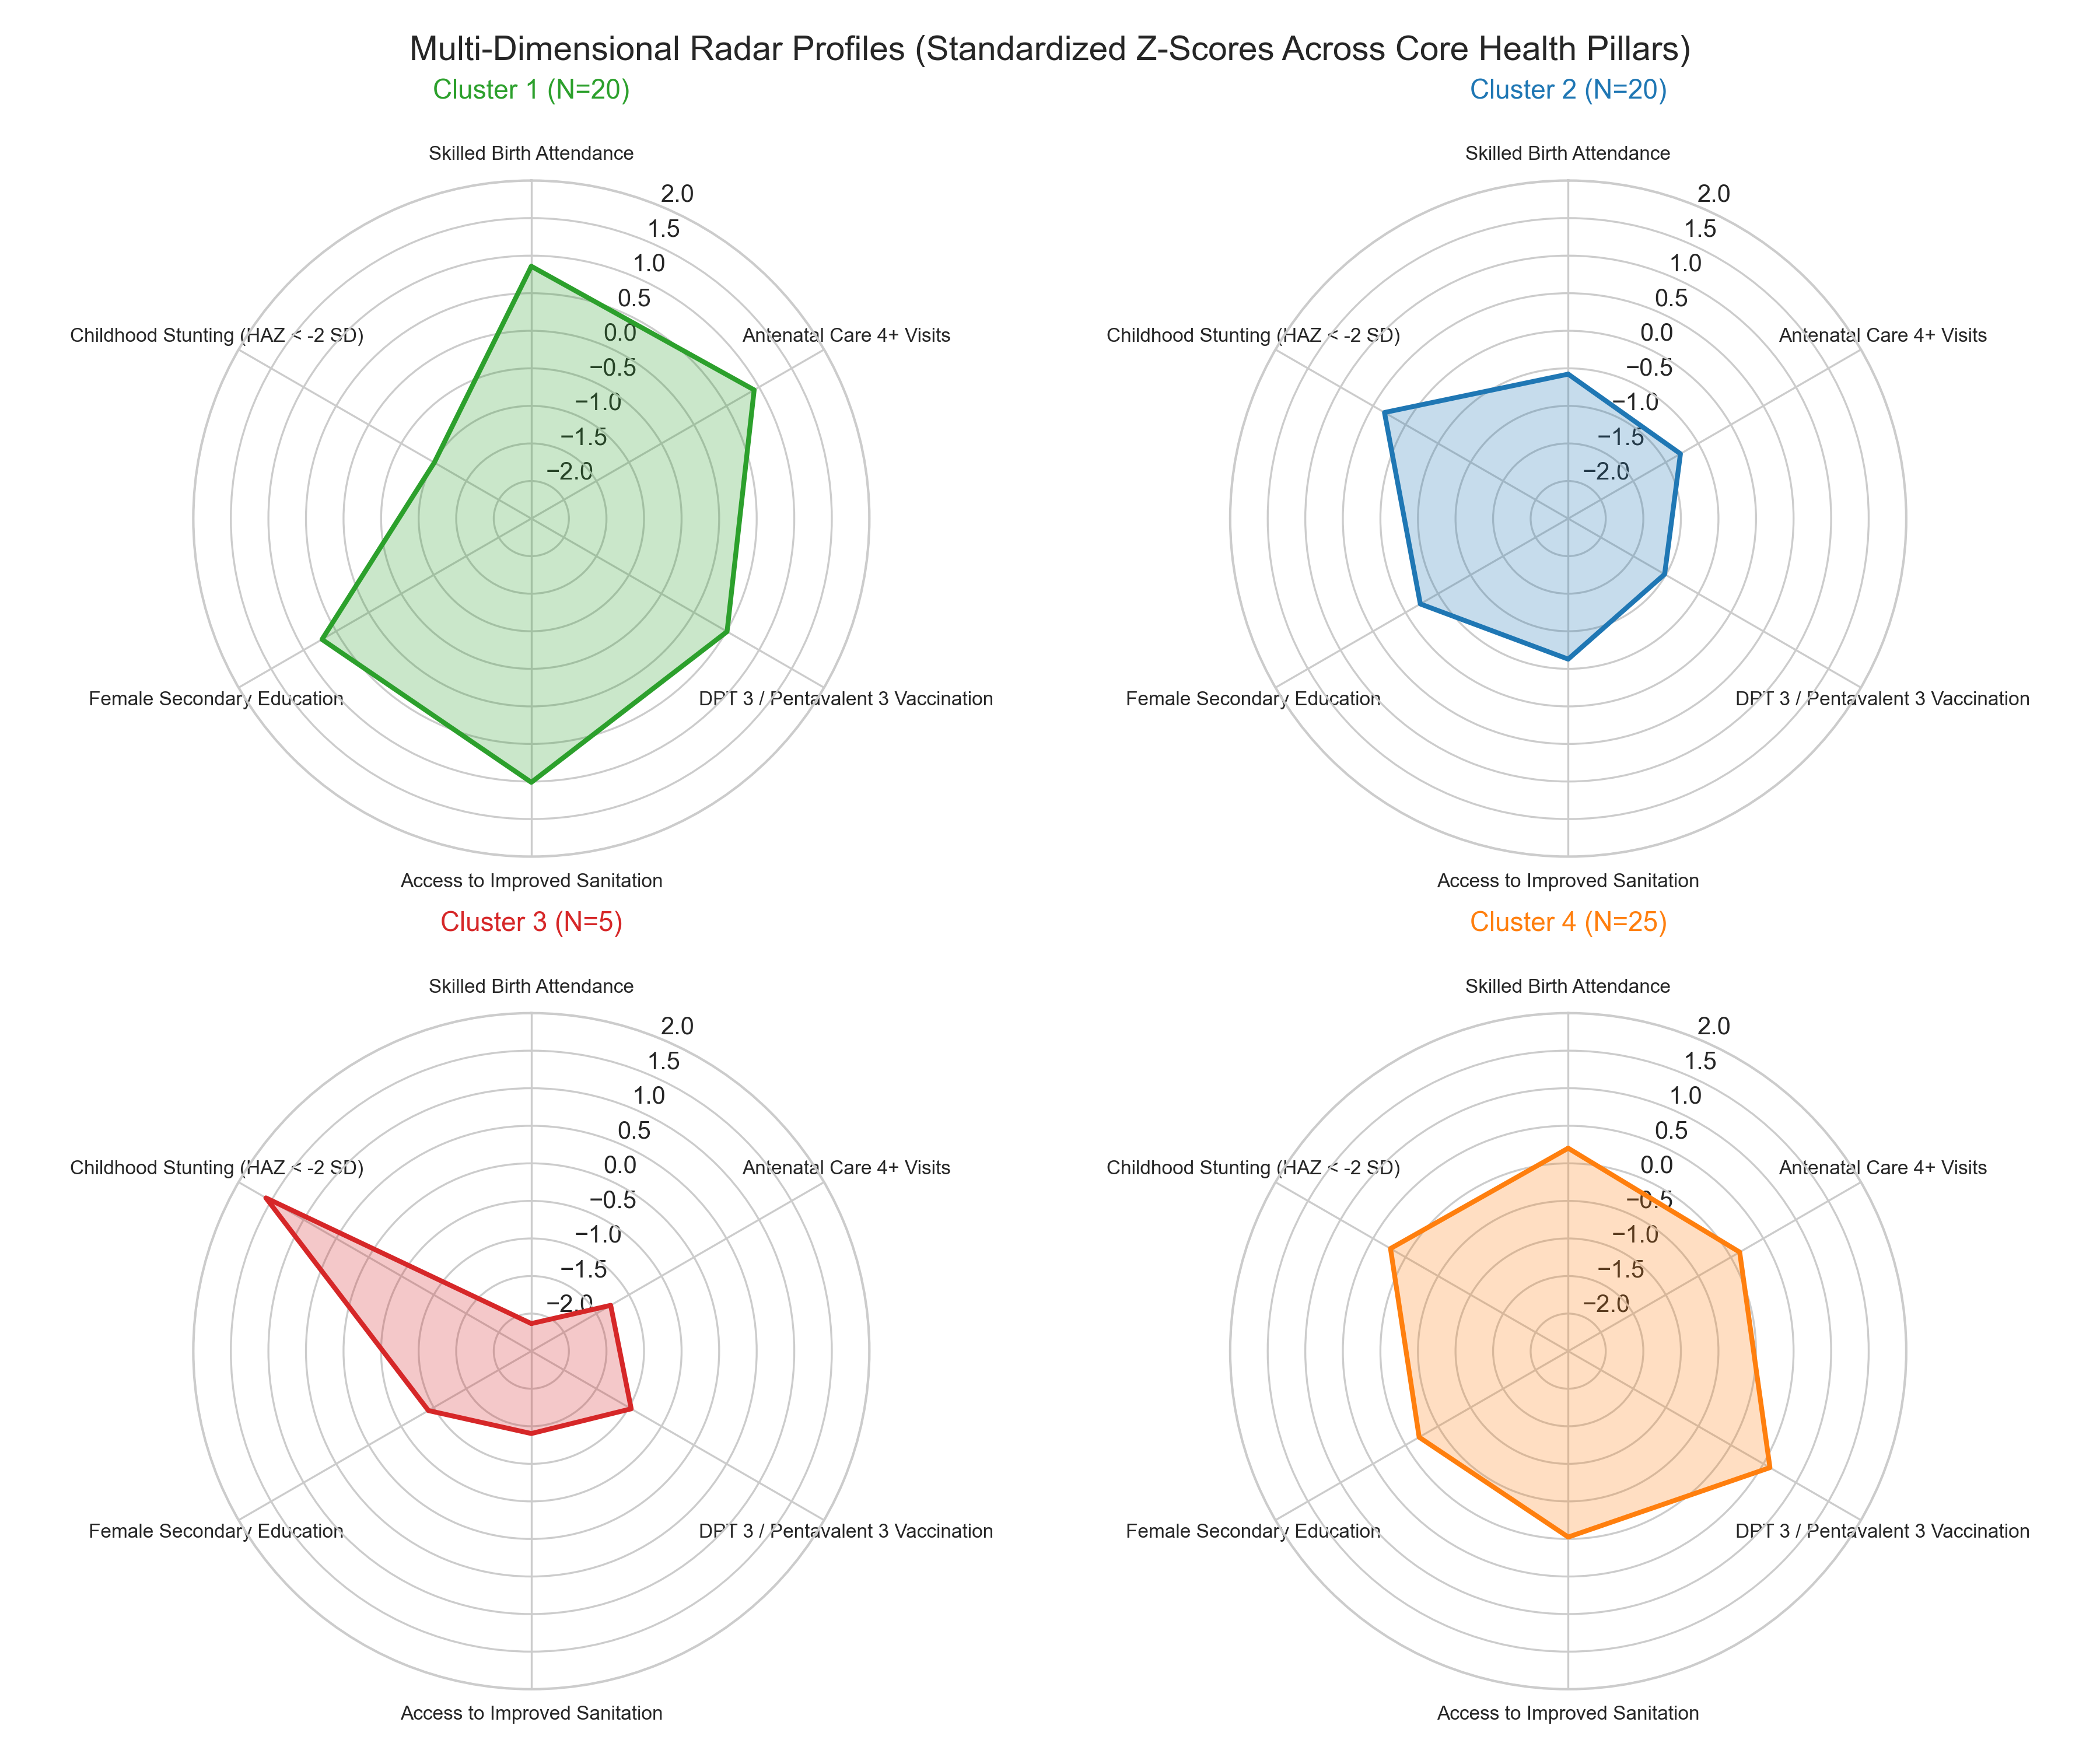 Multi-Dimensional Radar Profiles (Standardized Z-Scores Across Core Health Pillars)
Cluster 1 (N=20)
Skilled Birth Attendance
2.0
1.5
1.0
0.5
0.0
−0.5
−1.0
−1.5
−2.0
Childhood Stunting (HAZ < -2 SD)
Antenatal Care 4+ Visits
Female Secondary Education
DPT 3 / Pentavalent 3 Vaccination
Access to Improved Sanitation
Cluster 2 (N=20)
Skilled Birth Attendance
2.0
1.5
1.0
0.5
0.0
−0.5
−1.0
−1.5
−2.0
Childhood Stunting (HAZ < -2 SD)
Antenatal Care 4+ Visits
Female Secondary Education
DPT 3 / Pentavalent 3 Vaccination
Access to Improved Sanitation
Cluster 3 (N=5)
Skilled Birth Attendance
2.0
1.5
1.0
0.5
0.0
−0.5
−1.0
−1.5
−2.0
Childhood Stunting (HAZ < -2 SD)
Antenatal Care 4+ Visits
Female Secondary Education
DPT 3 / Pentavalent 3 Vaccination
Access to Improved Sanitation
Cluster 4 (N=25)
Skilled Birth Attendance
2.0
1.5
1.0
0.5
0.0
−0.5
−1.0
−1.5
−2.0
Childhood Stunting (HAZ < -2 SD)
Antenatal Care 4+ Visits
Female Secondary Education
DPT 3 / Pentavalent 3 Vaccination
Access to Improved Sanitation